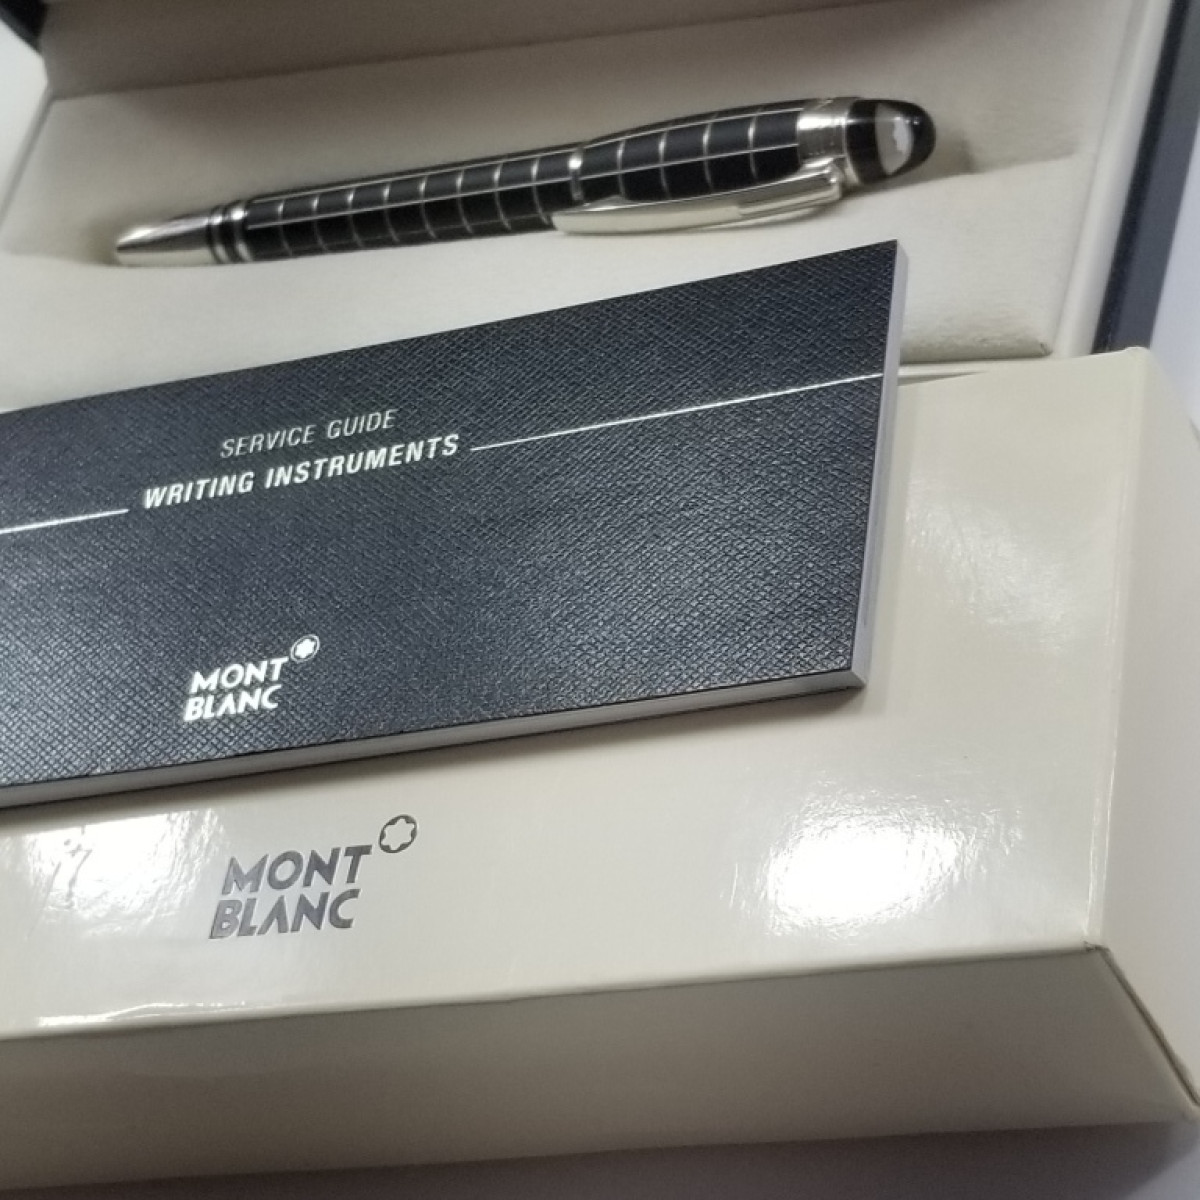 SERVICE GUIDE
WRITING INSTRUMENTS
MONT
BLANC
MONT
BLANC